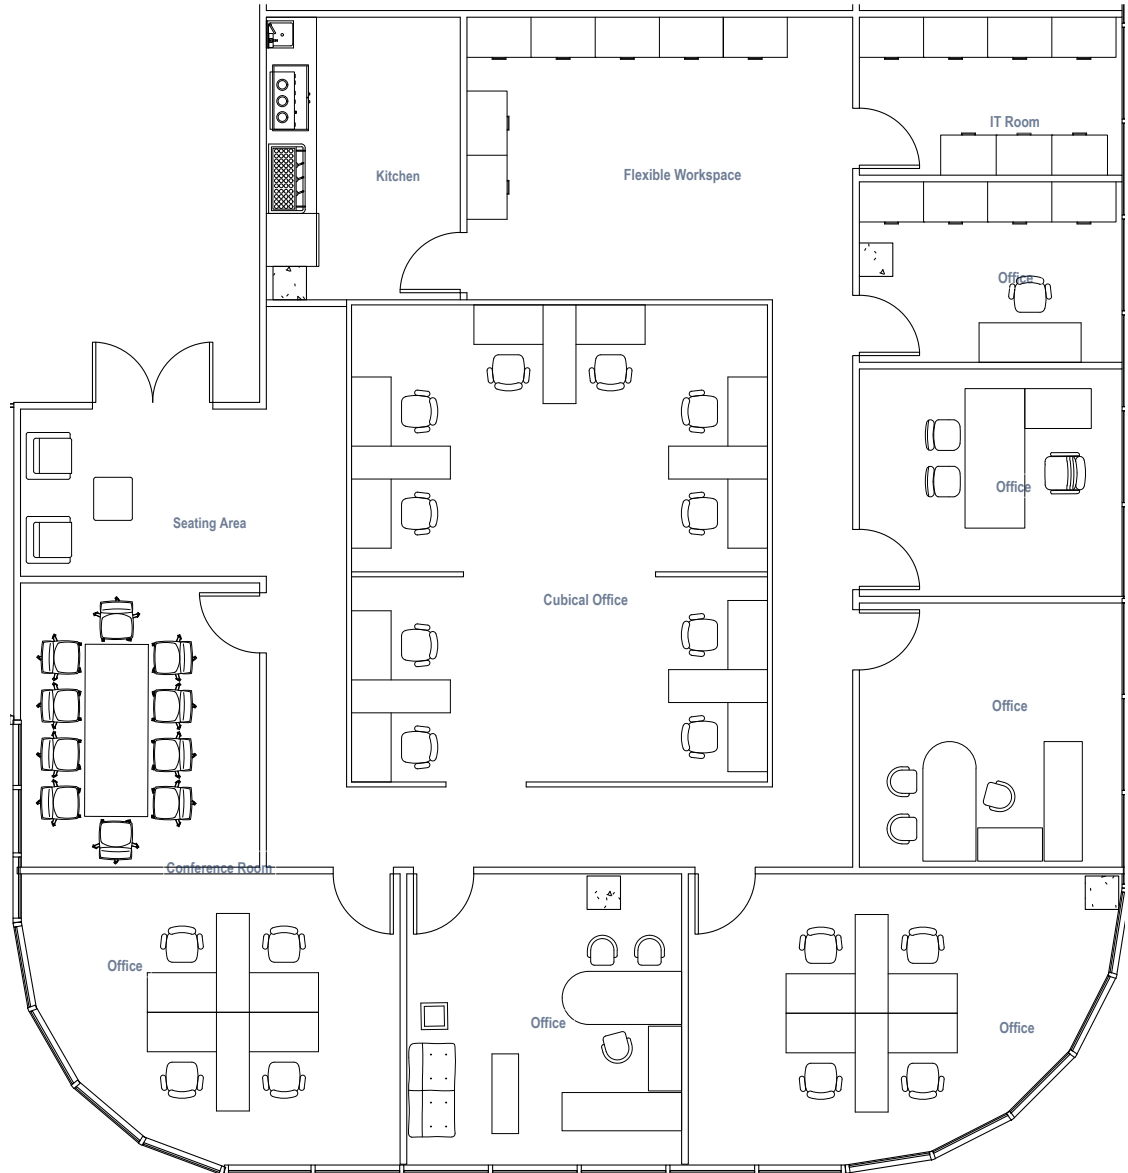 IT Room
Kitchen
Flexible Workspace
Office
Office
Seating Area
Cubical Office
Office
Conference Room
Office
Office
Office